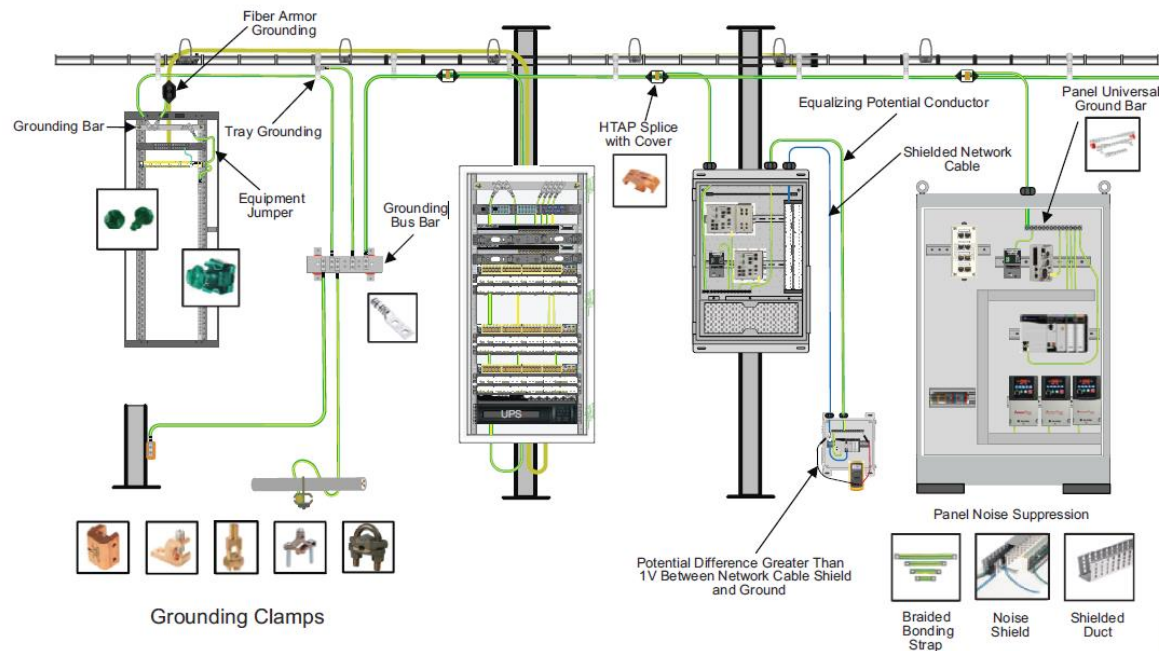 Fiber Armor
Grounding
Grounding Bar
Tray Grounding
Equipment
Jumper
Grounding
Bus Bar
HTAP Splice
with Cover
Equalizing Potential Conductor
Shielded Network
Cable
Panel Universal
Ground Bar
UPS
Potential Difference Greater Than
1V Between Network Cable Shield
and Ground
Grounding Clamps
Panel Noise Suppression
Braided
Bonding
Strap
Noise
Shield
Shielded
Duct